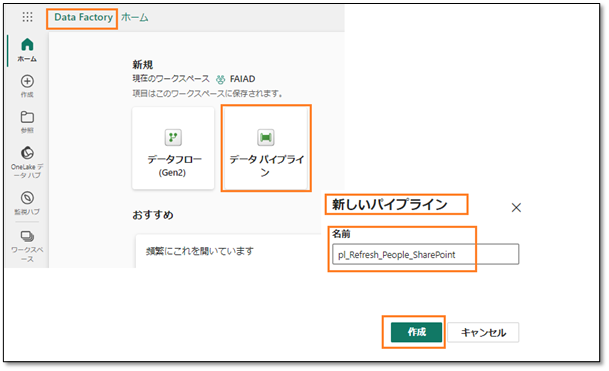 Data Factory ホーム
ホーム
作成
参照
OneLake デ
ータ ハブ
監視ハブ
ワークスペ
ース
新規
現在のワークスペース FAIAD
項目はこのワークスペースに保存されます。
データフロー
(Gen2)
データ パイプライ
ン
おすすめ
頻繁にこれを開いています
新しいパイプライン
名前
pl_Refresh_People_SharePoint
作成
キャンセル